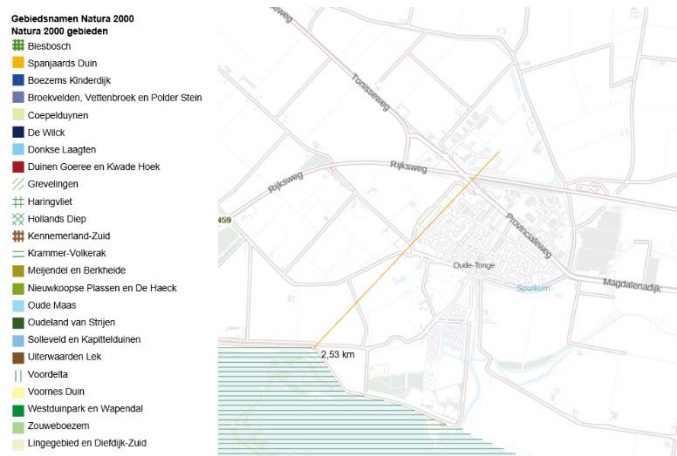 Gebiedsnamen Natura 2000
Natura 2000 gebieden
Biesbosch
Spanjaards Duin
Boezems Kinderdijk
Broekvelden, Vettenbroek en Polder Stein
Coepelduynen
De Wilck
Donkse Laagten
Duinen Goeree en Kwade Hoek
Grevelingen
Haringvliet
Hollands Diep
Kennemerland-Zuid
Krammer-Volkerak
Meijendel en Berkheide
Nieuwkoopse Plassen en De Haeck
Oude Maas
Oudeland van Strijen
Solleveld en Kapittelduinen
Uiterwaarden Lek
Voordelta
Voornes Duin
Westduinpark en Wapendal
Zouweboezem
Lingegebied en Diefdijk-Zuid
Tonisseweg
Rijksweg
Rijksweg
N59
Provincialeweg
Oude-Tonge
Spuikom
Magdalenadijk
2,53 km